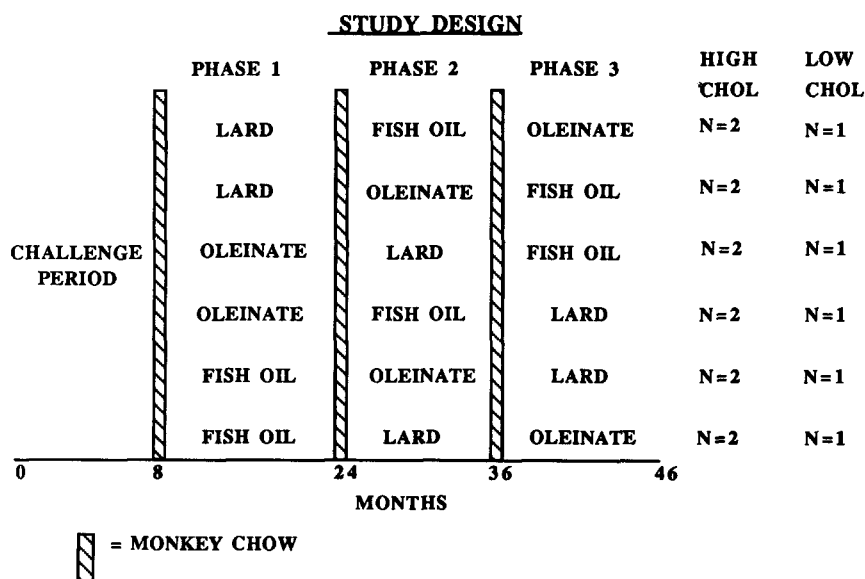 STUDY DESIGN
PHASE 1 PHASE 2 PHASE 3 HIGH CHOL LOW CHOL
LARD FISH OIL OLEINATE N=2 N=1
LARD OLEINATE FISH OIL N=2 N=1
CHALLENGE PERIOD OLEINATE LARD FISH OIL N=2 N=1
OLEINATE FISH OIL LARD N=2 N=1
FISH OIL OLEINATE LARD N=2 N=1
FISH OIL LARD OLEINATE N=2 N=1
0 8 24 36 46
MONTHS
= MONKEY CHOW